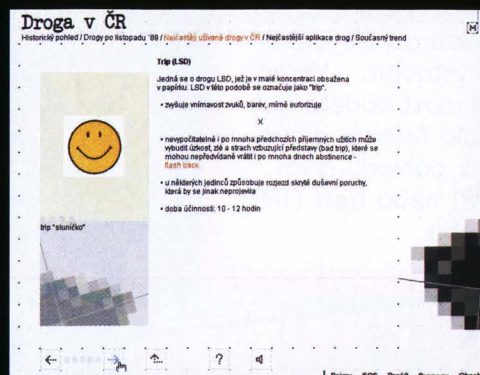 Droga v ČR
Historický pohled / Drogy po listopadu '89 / Nejčastěji užívané drogy v ČR / Nejčastější aplikace drog / Současný trend
M
Trip (LSD)
Jedná se o drogu LSD, jež je v malé koncentraci obsažena
v papírku. LSD v této podobě se označuje jako "trip".
• zvyšuje vnímavost zvuků, barev, mírně euforizuje
X
• nevypočitatelně i po mnoha předchozích příjemných užitích může
vybudit úzkost, zlé a strach vzbuzující představy (bad trip), které se
mohou nepředvídaně vrátit i po mnoha dnech abstinence -
flash back
• u některých jedinců způsobuje rozjezd skryté duševní poruchy,
která by se jinak neprojevila
• doba účinnosti: 10 - 12 hodin
trip "sluníčko"
?